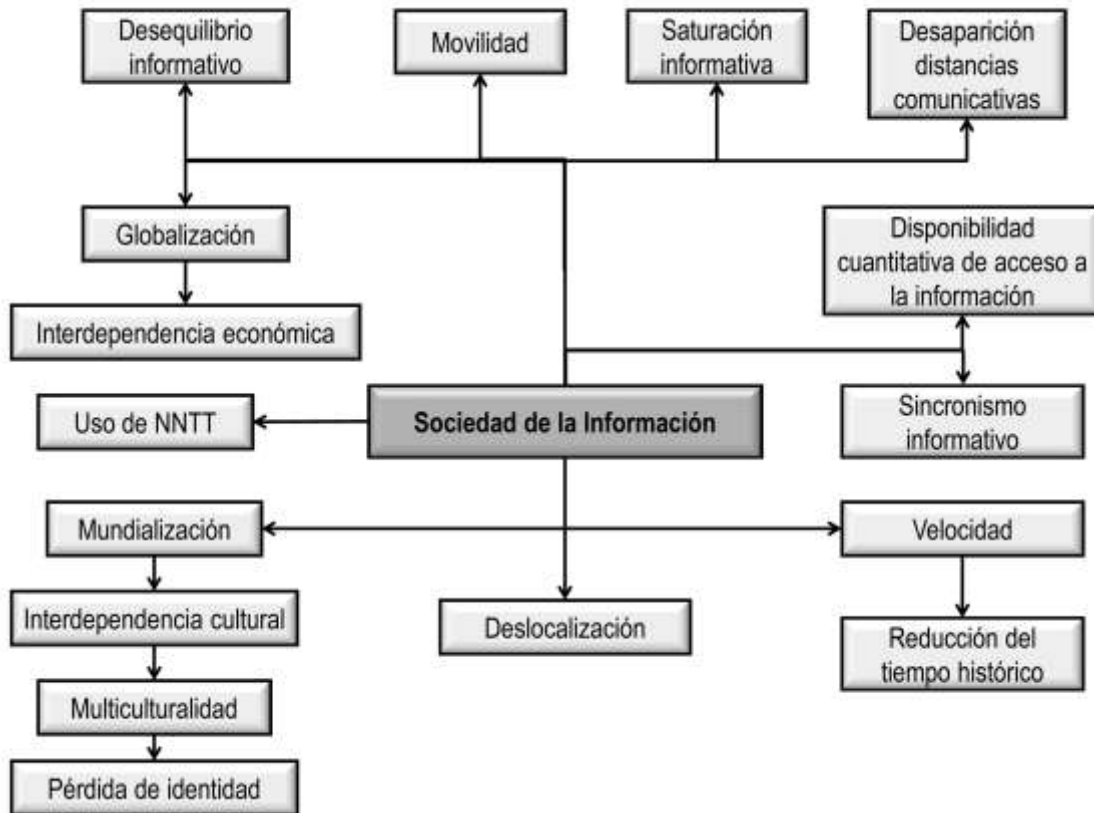 Desequilibrio
informativo
Movilidad
Saturación
informativa
Desaparición
distancias
comunicativas
Globalización
Disponibilidad
cuantitativa de acceso a
la información
Interdependencia económica
Uso de NNTT
Sociedad de la Información
Sincronismo
informativo
Mundialización
Velocidad
Interdependencia cultural
Deslocalización
Reducción del
tiempo histórico
Multiculturalidad
Pérdida de identidad